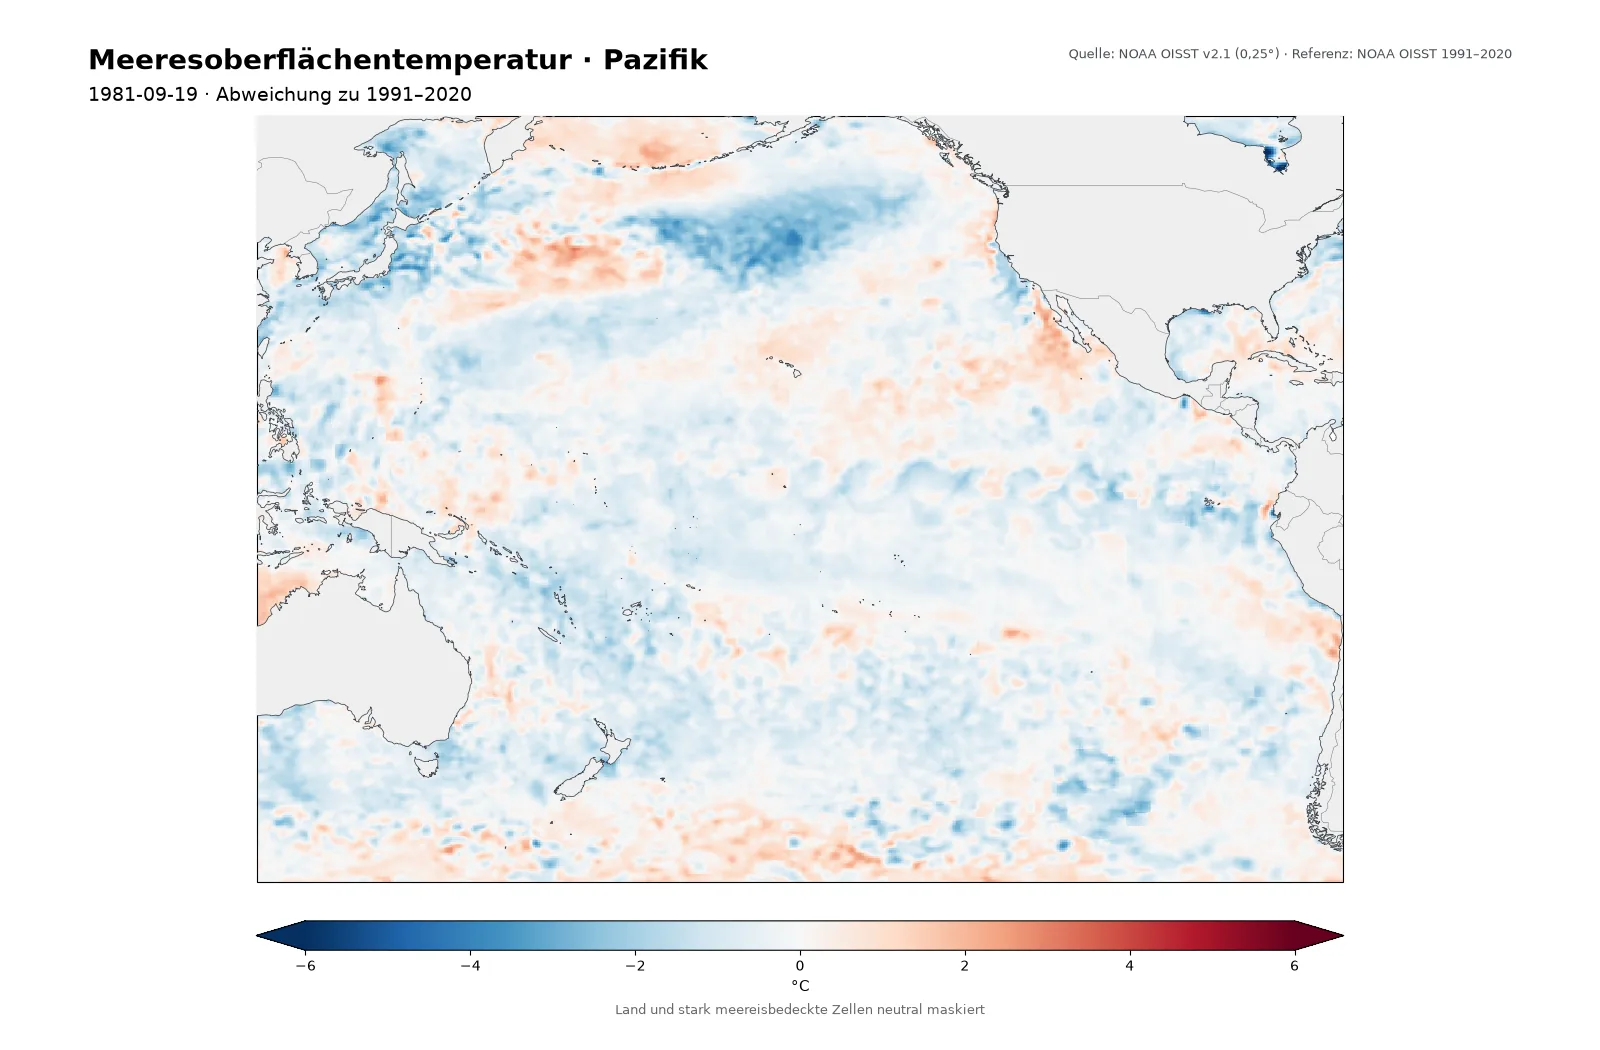 Meeresoberflächentemperatur · Pazifik
Quelle: NOAA OISST v2.1 (0,25°) · Referenz: NOAA OISST 1991–2020
1981-09-19 · Abweichung zu 1991–2020
−6 −4 −2 0 2 4 6
°C
Land und stark meereisbedeckte Zellen neutral maskiert